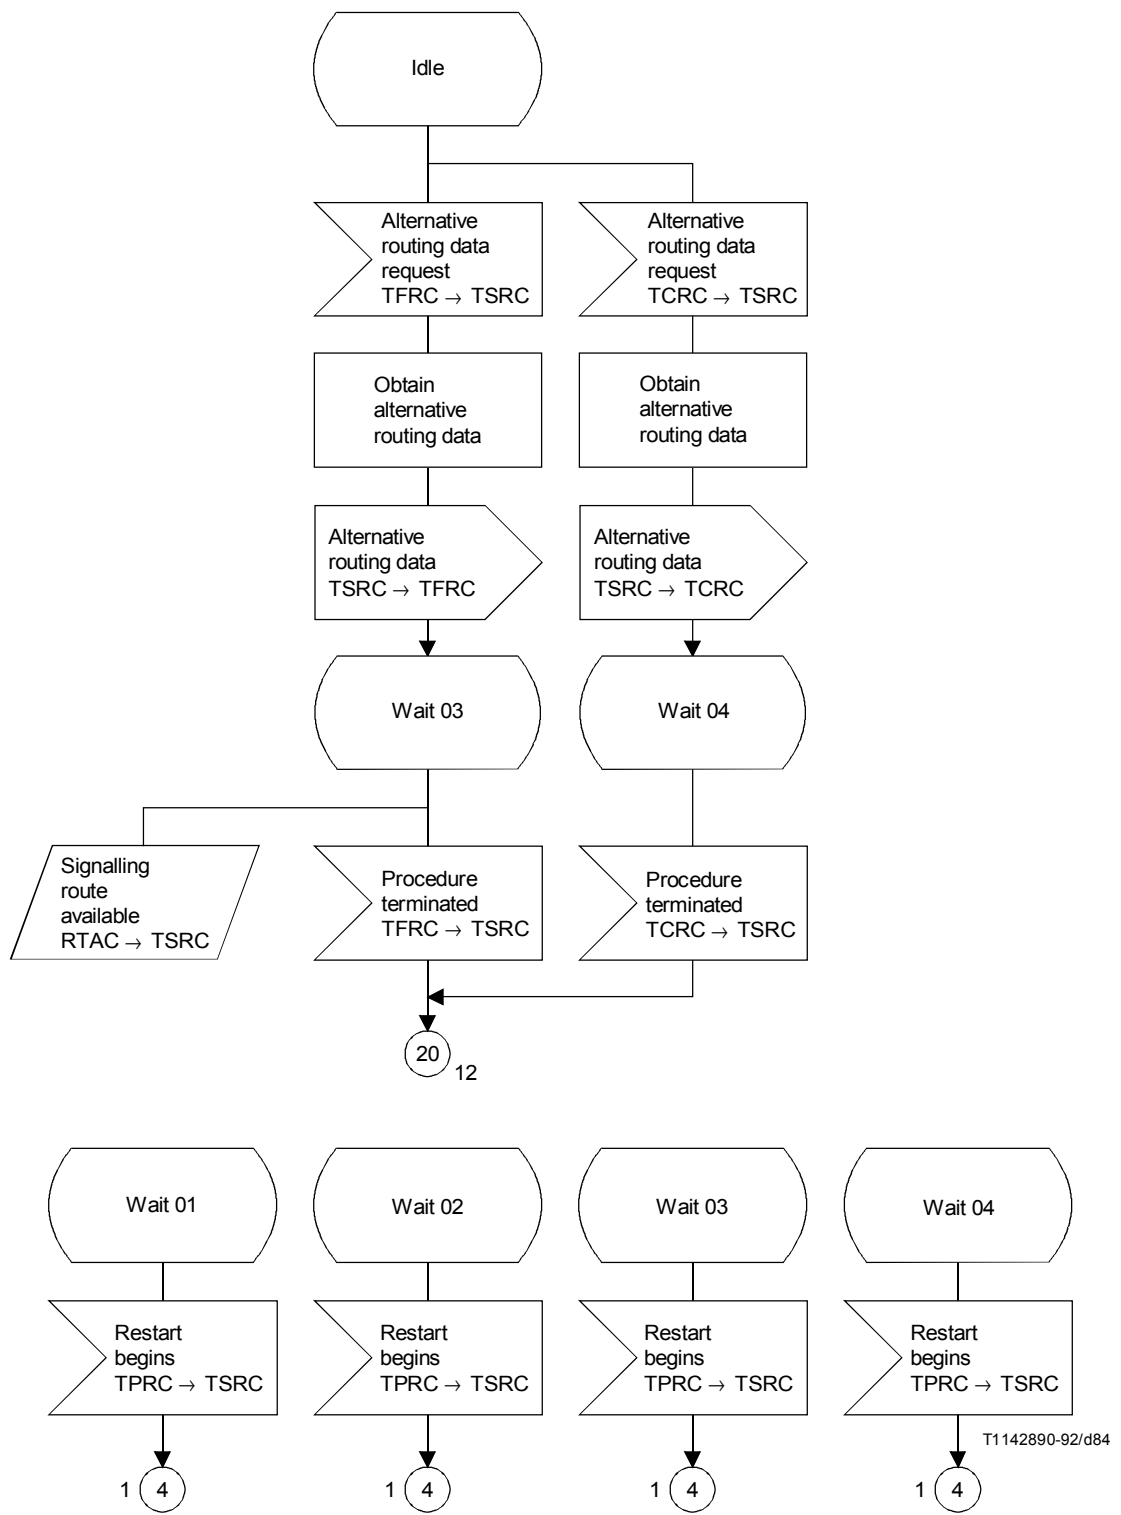 Idle
Alternative
routing data
request
TFRC → TSRC
Alternative
routing data
request
TCRC → TSRC
Obtain
alternative
routing data
Obtain
alternative
routing data
Alternative
routing data
TSRC → TFRC
Alternative
routing data
TSRC → TCRC
Wait 03
Wait 04
Signalling
route
available
RTAC → TSRC
Procedure
terminated
TFRC → TSRC
Procedure
terminated
TCRC → TSRC
20
12
Wait 01
Wait 02
Wait 03
Wait 04
Restart
begins
TPRC → TSRC
Restart
begins
TPRC → TSRC
Restart
begins
TPRC → TSRC
Restart
begins
TPRC → TSRC
T1142890-92/d84
1 4
1 4
1 4
1 4